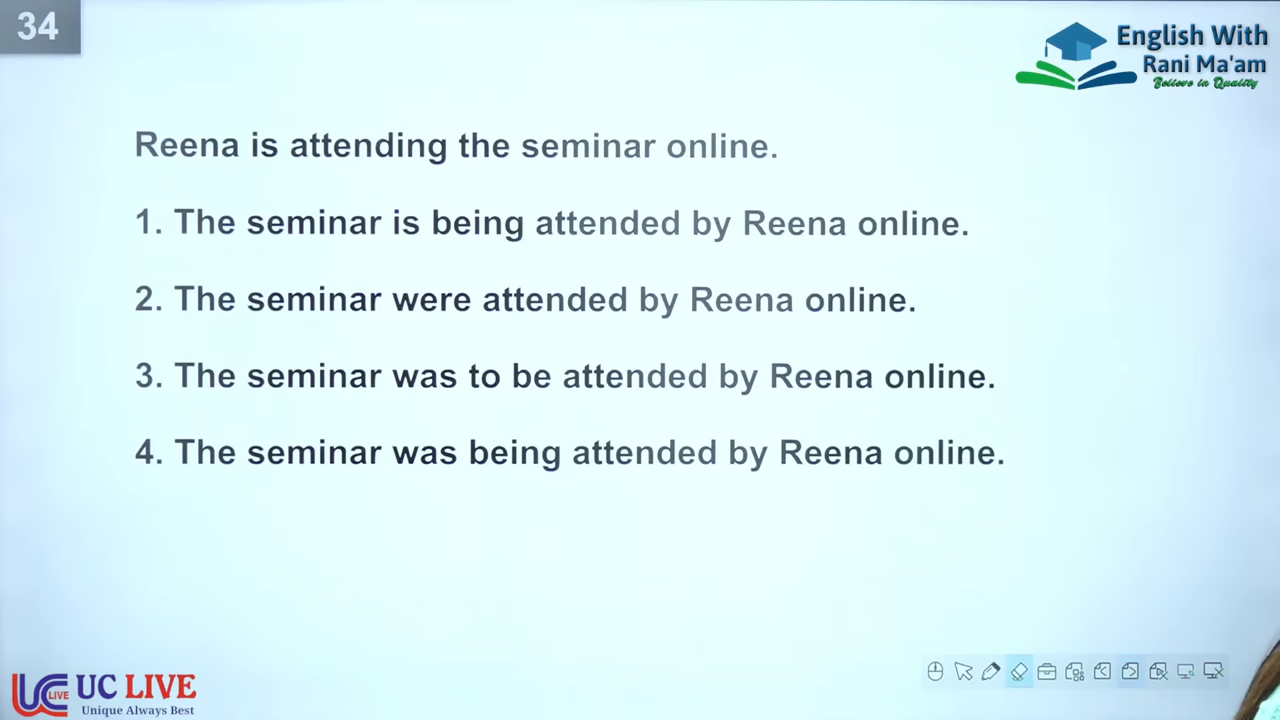 34
English With
Rani Ma'am
Believe in Quality
Reena is attending the seminar online.
1. The seminar is being attended by Reena online.
2. The seminar were attended by Reena online.
3. The seminar was to be attended by Reena online.
4. The seminar was being attended by Reena online.
UC LIVE
LIVE
Unique Always Best